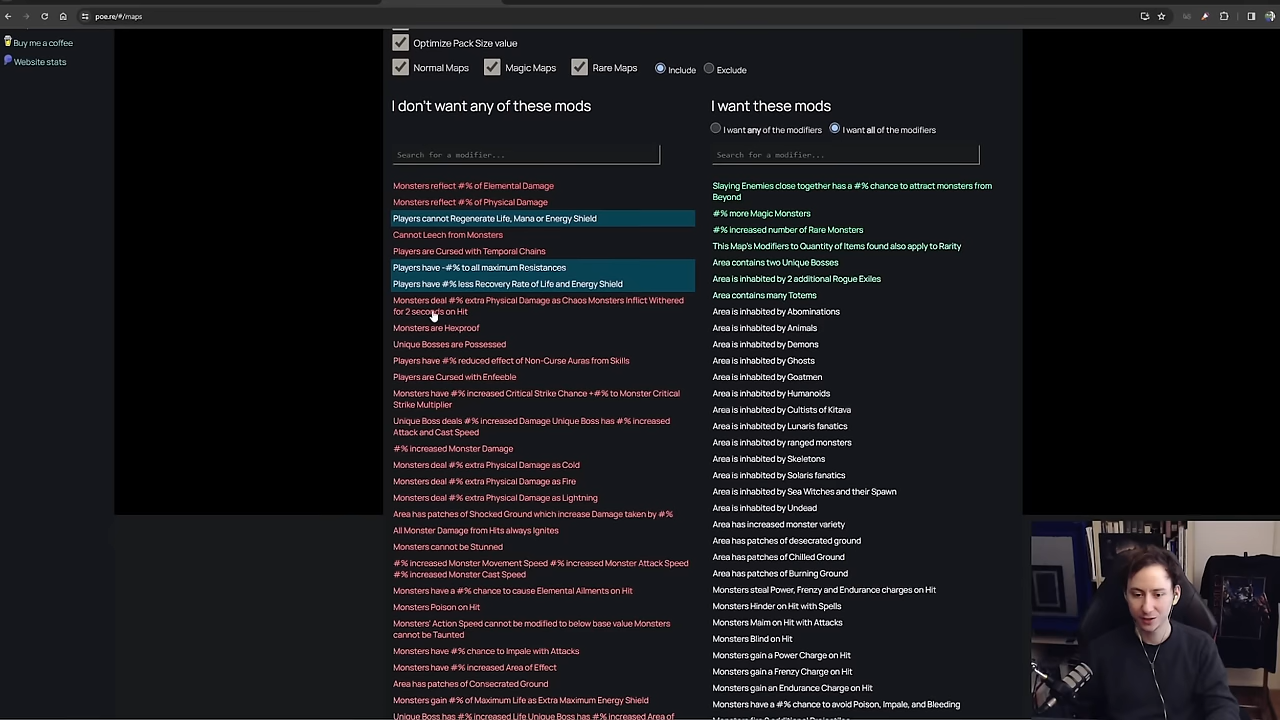 poe.re/#/maps
Buy me a coffee
Website stats
Optimize Pack Size value
Normal Maps
Magic Maps
Rare Maps
Include
Exclude
I don't want any of these mods
Search for a modifier...
Monsters reflect #% of Elemental Damage
Monsters reflect #% of Physical Damage
Players cannot Regenerate Life, Mana or Energy Shield
Cannot Leech from Monsters
Players are Cursed with Temporal Chains
Players have -#% to all maximum Resistances
Players have #% less Recovery Rate of Life and Energy Shield
Monsters deal #% extra Physical Damage as Chaos Monsters Inflict Withered
for 2 seconds on Hit
Monsters are Hexproof
Unique Bosses are Possessed
Players have #% reduced effect of Non-Curse Auras from Skills
Players are Cursed with Enfeeble
Monsters have #% increased Critical Strike Chance +#% to Monster Critical
Strike Multiplier
Unique Boss deals #% increased Damage Unique Boss has #% increased
Attack and Cast Speed
#% increased Monster Damage
Monsters deal #% extra Physical Damage as Cold
Monsters deal #% extra Physical Damage as Fire
Monsters deal #% extra Physical Damage as Lightning
Area has patches of Shocked Ground which increase Damage taken by #%
All Monster Damage from Hits always Ignites
Monsters cannot be Stunned
#% increased Monster Movement Speed #% increased Monster Attack Speed
#% increased Monster Cast Speed
Monsters have a #% chance to cause Elemental Ailments on Hit
Monsters Poison on Hit
Monsters' Action Speed cannot be modified to below base value Monsters
cannot be Taunted
Monsters have #% chance to Impale with Attacks
Monsters have #% increased Area of Effect
Area has patches of Consecrated Ground
Monsters gain #% of Maximum Life as Extra Maximum Energy Shield
Unique Boss has #% increased Life Unique Boss has #% increased Area of
I want these mods
I want any of the modifiers
I want all of the modifiers
Search for a modifier...
Slaying Enemies close together has a #% chance to attract monsters from
Beyond
#% more Magic Monsters
#% increased number of Rare Monsters
This Map's Modifiers to Quantity of Items found also apply to Rarity
Area contains two Unique Bosses
Area is inhabited by 2 additional Rogue Exiles
Area contains many Totems
Area is inhabited by Abominations
Area is inhabited by Animals
Area is inhabited by Demons
Area is inhabited by Ghosts
Area is inhabited by Goatmen
Area is inhabited by Humanoids
Area is inhabited by Cultists of Kitava
Area is inhabited by Lunaris fanatics
Area is inhabited by ranged monsters
Area is inhabited by Skeletons
Area is inhabited by Solaris fanatics
Area is inhabited by Sea Witches and their Spawn
Area is inhabited by Undead
Area has increased monster variety
Area has patches of desecrated ground
Area has patches of Chilled Ground
Area has patches of Burning Ground
Monsters steal Power, Frenzy and Endurance charges on Hit
Monsters Hinder on Hit with Spells
Monsters Maim on Hit with Attacks
Monsters Blind on Hit
Monsters gain a Power Charge on Hit
Monsters gain a Frenzy Charge on Hit
Monsters gain an Endurance Charge on Hit
Monsters have a #% chance to avoid Poison, Impale, and Bleeding